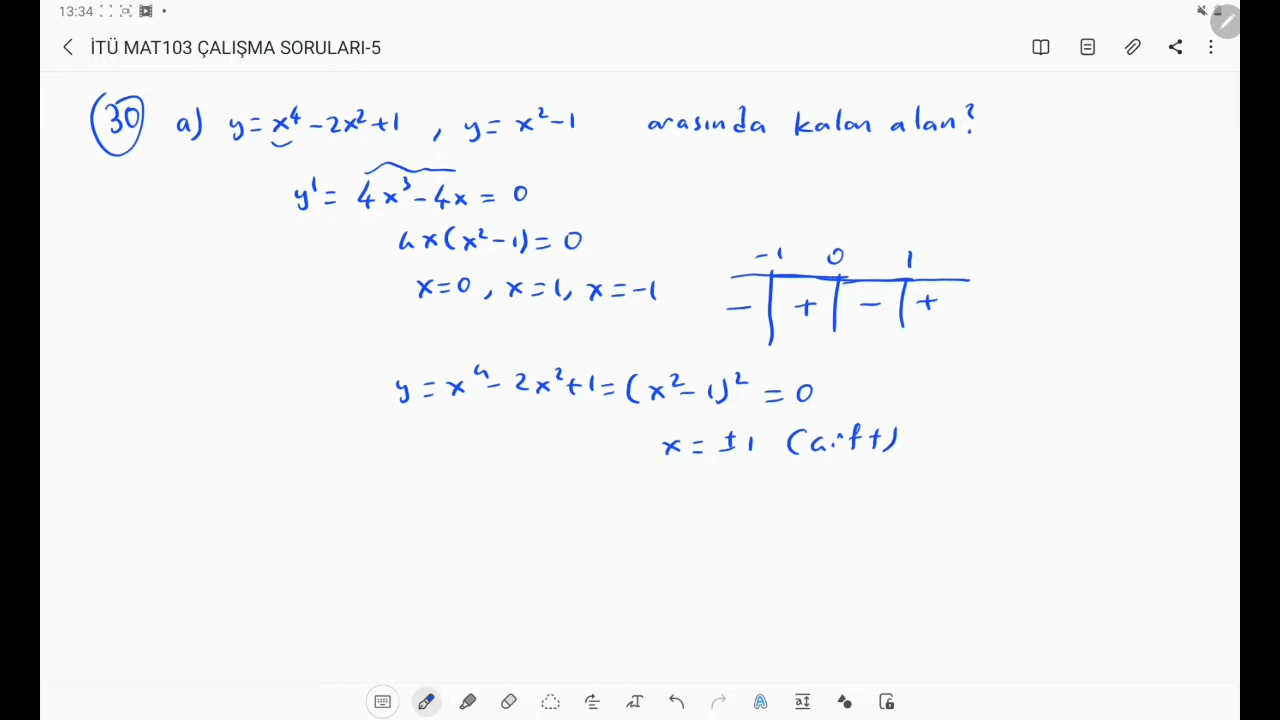 13:34
İTÜ MAT103 ÇALIŞMA SORULARI-5
30 a) y = x⁴ - 2x² + 1 , y = x² - 1 arasında kalan alan?
y' = 4x³ - 4x = 0
4x(x² - 1) = 0
x = 0 , x = 1, x = -1
-1 0 1
- + - +
y = x⁴ - 2x² + 1 = (x² - 1)² = 0
x = ±1 (çift)